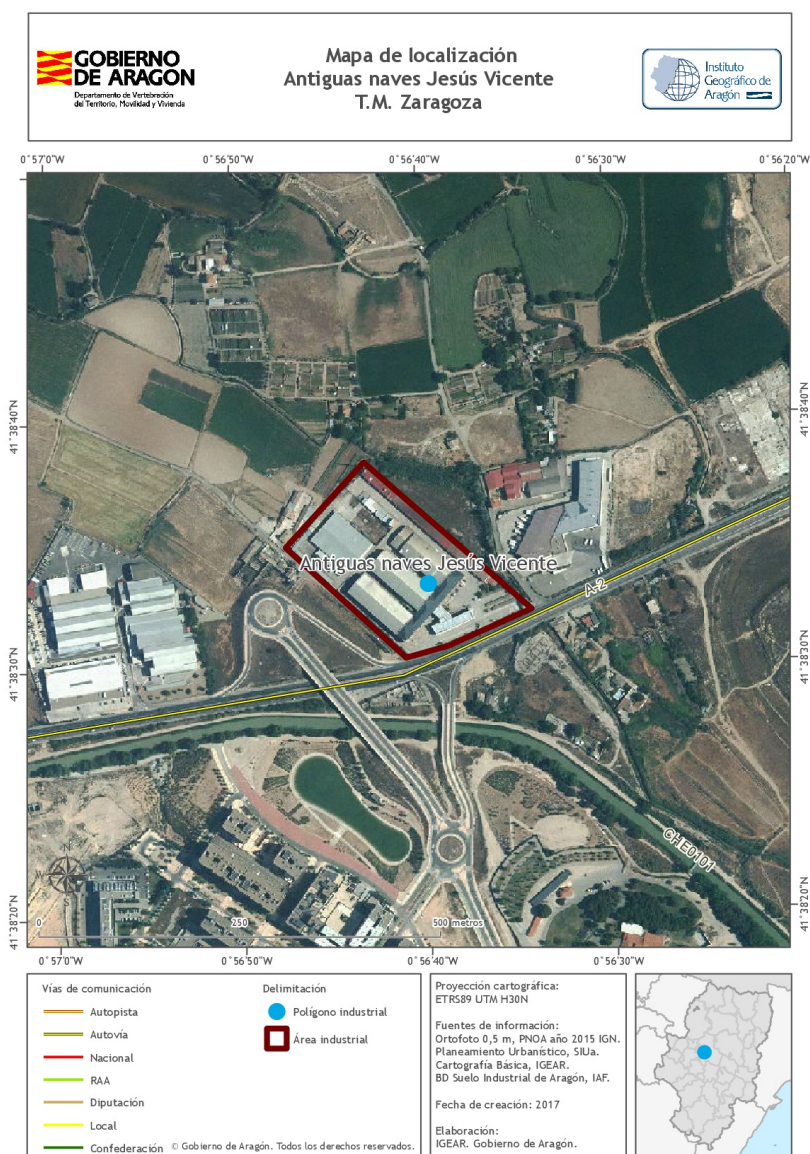 GOBIERNO
DE ARAGON
Departamento de Vertebración
del Territorio, Movilidad y Vivienda
Mapa de localización
Antiguas naves Jesús Vicente
T.M. Zaragoza
Instituto
Geográfico de
Aragón
0°57'0"W 0°56'50"W 0°56'40"W 0°56'30"W 0°56'20"W
41°38'40"N
41°38'40"N
Antiguas naves Jesús Vicente
A-2
41°38'30"N
41°38'30"N
CHE0101
N
W E
S
41°38'20"N
41°38'20"N
0 250 500 metros
0°57'0"W 0°56'50"W 0°56'40"W 0°56'30"W
Vías de comunicación
Autopista
Autovía
Nacional
RAA
Diputación
Local
Confederación
Delimitación
Polígono industrial
Área industrial
© Gobierno de Aragón. Todos los derechos reservados.
Proyección cartográfica:
ETRS89 UTM H30N
Fuentes de información:
Ortofoto 0,5 m, PNOA año 2015 IGN.
Planeamiento Urbanístico, SIUa.
Cartografía Básica, IGEAR.
BD Suelo Industrial de Aragón, IAF.
Fecha de creación: 2017
Elaboración:
IGEAR. Gobierno de Aragón.